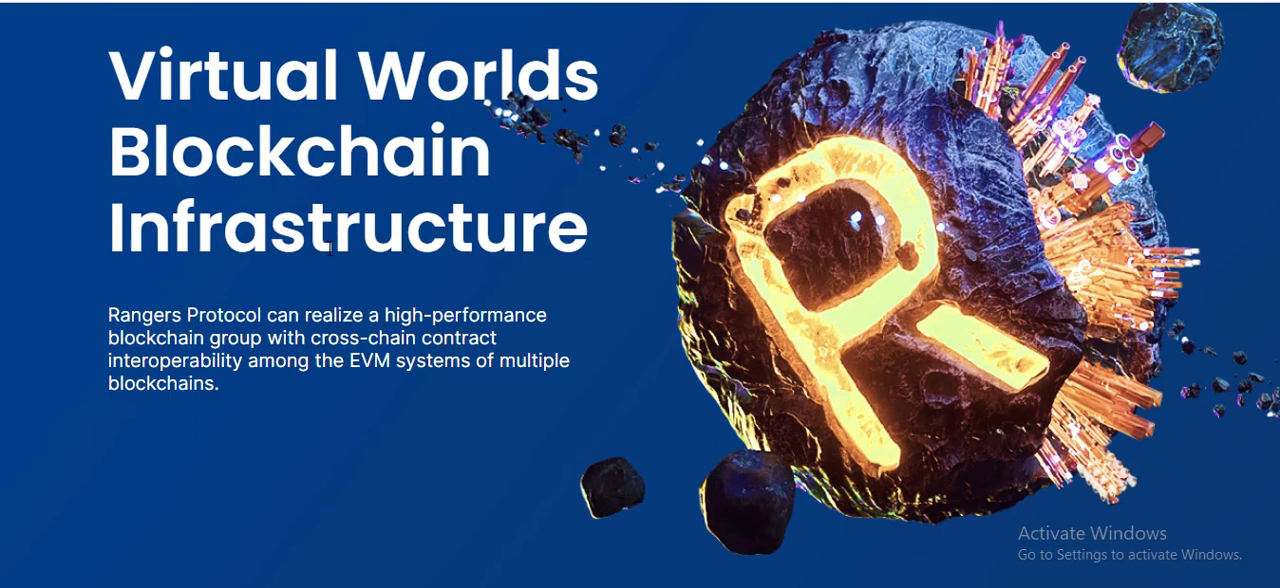 Virtual Worlds
Blockchain
Infrastructure
Rangers Protocol can realize a high-performance
blockchain group with cross-chain contract
interoperability among the EVM systems of multiple
blockchains.
R
Activate Windows
Go to Settings to activate Windows.